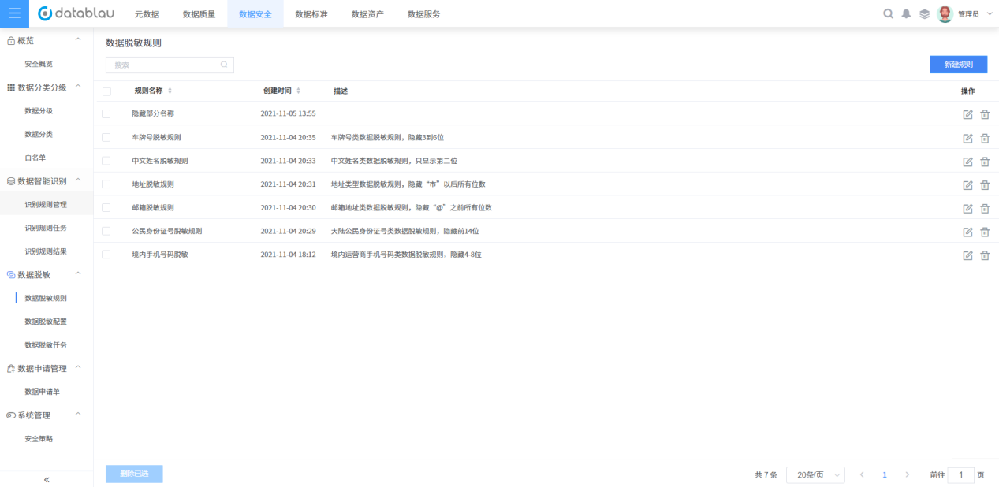 datablau 元数据 数据质量 数据安全 数据标准 数据资产 数据服务 管理员
概览
安全概览
数据分类分级
数据分级
数据分类
白名单
数据智能识别
识别规则管理
识别规则任务
识别规则结果
数据脱敏
数据脱敏规则
数据脱敏配置
数据脱敏任务
数据申请管理
数据申请单
系统管理
安全策略
«
数据脱敏规则
搜索
新建规则
规则名称 创建时间 描述 操作
隐藏部分名称 2021-11-05 13:55
车牌号脱敏规则 2021-11-04 20:35 车牌号类数据脱敏规则，隐藏3到6位
中文姓名脱敏规则 2021-11-04 20:33 中文姓名类数据脱敏规则，只显示第二位
地址脱敏规则 2021-11-04 20:31 地址类型数据脱敏规则，隐藏“市”以后所有位数
邮箱脱敏规则 2021-11-04 20:30 邮箱地址类数据脱敏规则，隐藏“@”之前所有位数
公民身份证号脱敏规则 2021-11-04 20:29 大陆公民身份证号类数据脱敏规则，隐藏前14位
境内手机号码脱敏 2021-11-04 18:12 境内运营商手机号码类数据脱敏规则，隐藏4-8位
删除已选 共 7 条 20条/页 1 前往 1 页